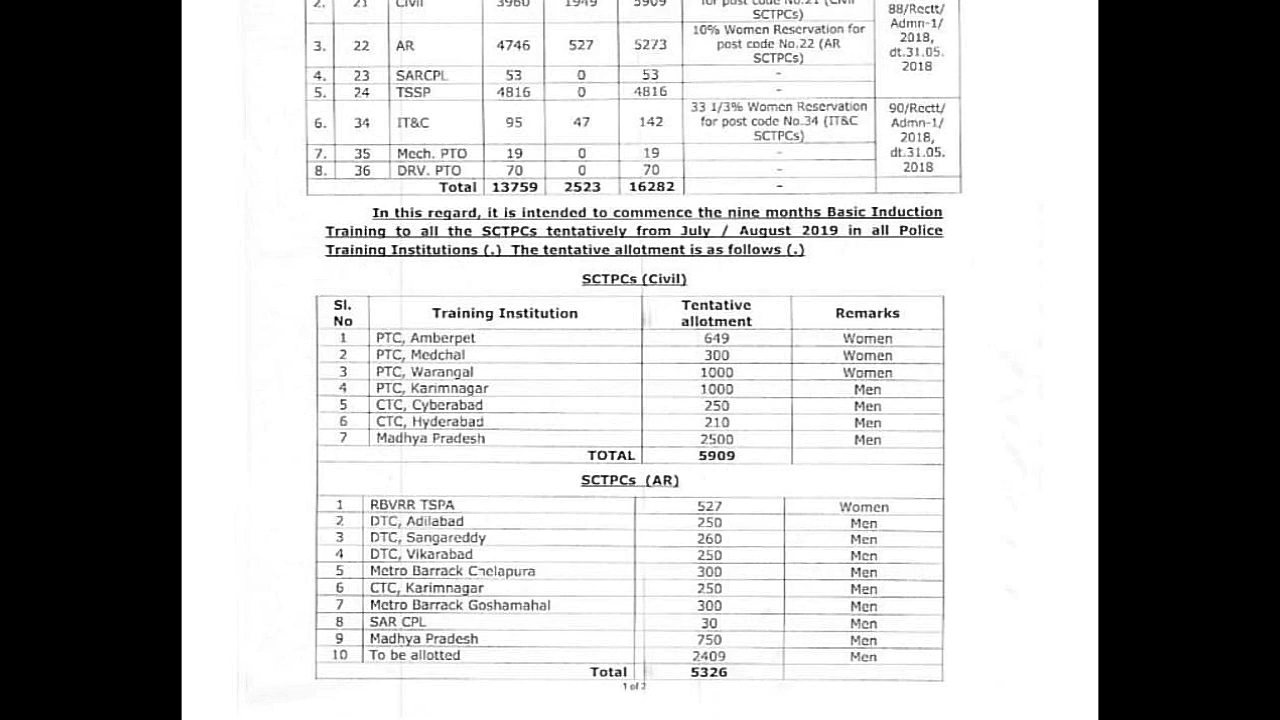 2. 21 Civil 3960 1949 5909 for post code No.21 (Civil SCTPCs)
88/Rectt/
Admn-1/
2018,
dt.31.05.
2018
3. 22 AR 4746 527 5273 10% Women Reservation for post code No.22 (AR SCTPCs)
4. 23 SARCPL 53 0 53 -
5. 24 TSSP 4816 0 4816 -
6. 34 IT&C 95 47 142 33 1/3% Women Reservation for post code No.34 (IT&C SCTPCs)
90/Rectt/
Admn-1/
2018,
dt.31.05.
2018
7. 35 Mech. PTO 19 0 19 -
8. 36 DRV. PTO 70 0 70 -
Total 13759 2523 16282 -
In this regard, it is intended to commence the nine months Basic Induction
Training to all the SCTPCs tentatively from July / August 2019 in all Police
Training Institutions (.) The tentative allotment is as follows (.)
SCTPCs (Civil)
Sl. No Training Institution Tentative allotment Remarks
1 PTC, Amberpet 649 Women
2 PTC, Medchal 300 Women
3 PTC, Warangal 1000 Women
4 PTC, Karimnagar 1000 Men
5 CTC, Cyberabad 250 Men
6 CTC, Hyderabad 210 Men
7 Madhya Pradesh 2500 Men
TOTAL 5909
SCTPCs (AR)
1 RBVRR TSPA 527 Women
2 DTC, Adilabad 250 Men
3 DTC, Sangareddy 260 Men
4 DTC, Vikarabad 250 Men
5 Metro Barrack Chelapura 300 Men
6 CTC, Karimnagar 250 Men
7 Metro Barrack Goshamahal 300 Men
8 SAR CPL 30 Men
9 Madhya Pradesh 750 Men
10 To be allotted 2409 Men
Total 5326
1 of 2